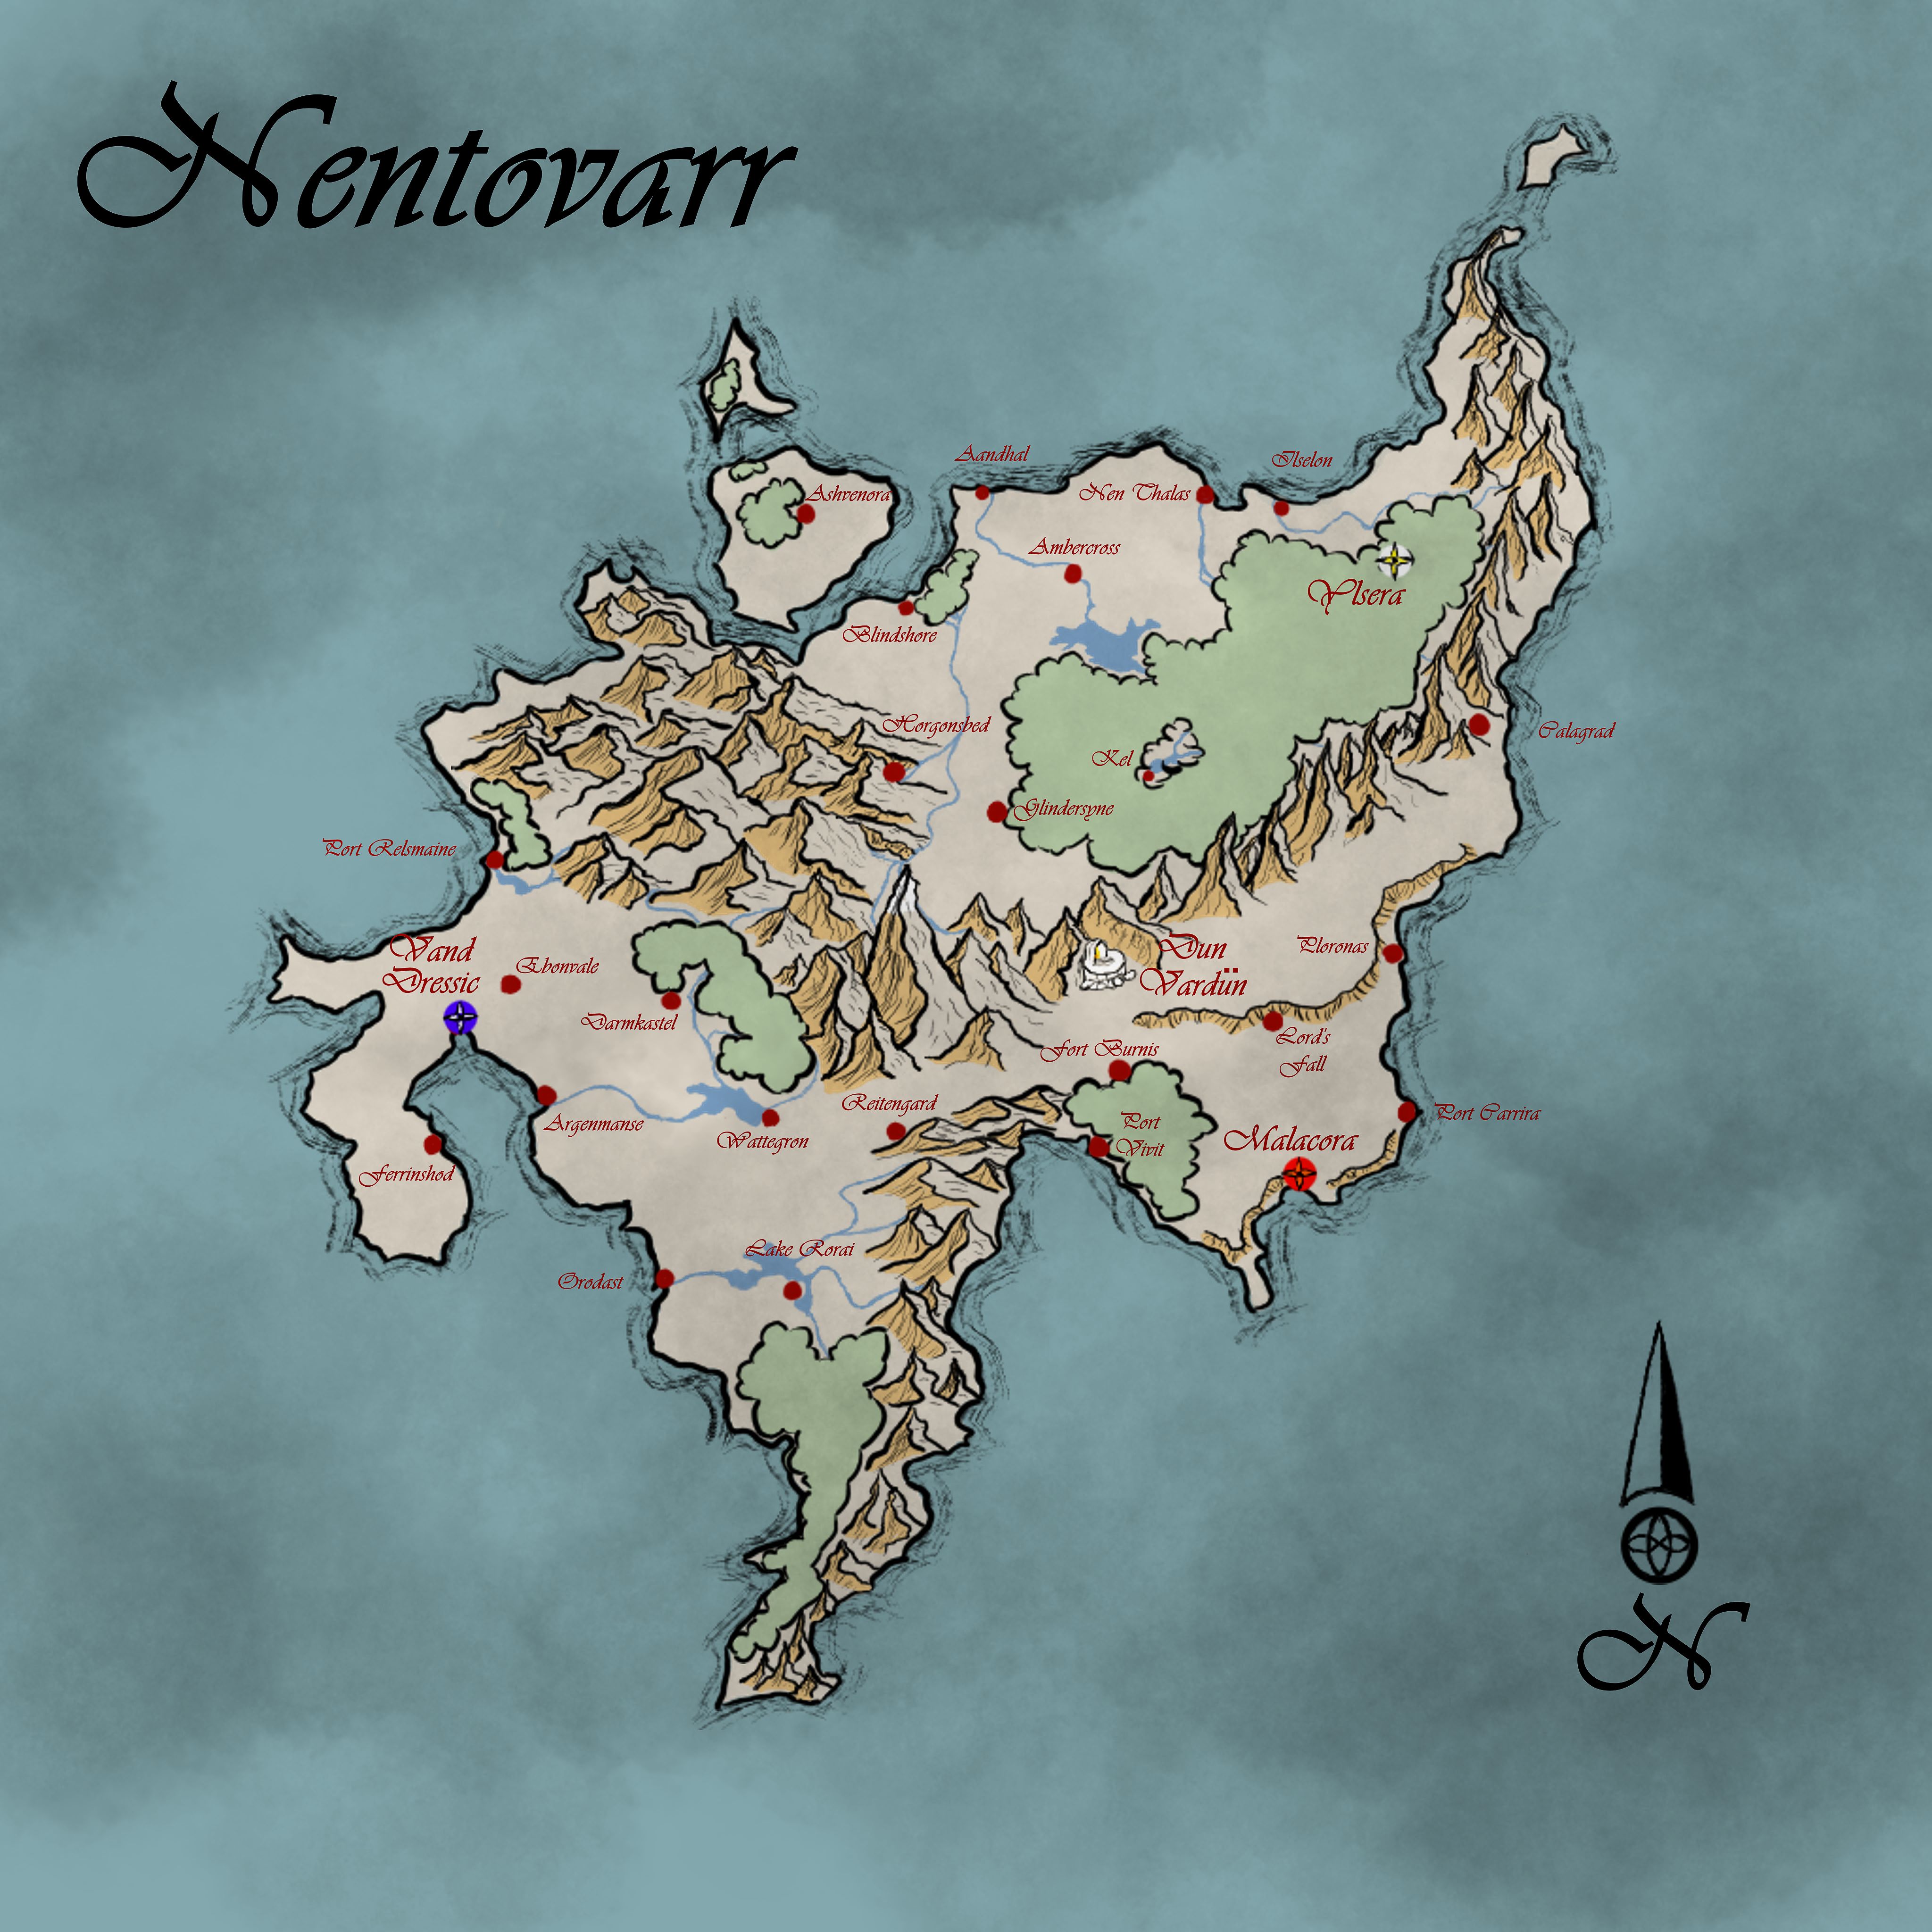 Nentovarr
Aandhal
Ilselon
Nen Thalas
Ashvenora
Ambercross
Ylsera
Blindshore
Horgonsbed
Calagrad
Kel
Glindersyne
Port Relsmaine
Vand
Dressic
Ebonvale
Dun
Vardün
Ploronas
Darmkastel
Lord's
Fall
Fort Burnis
Reitengard
Port Carrira
Argenmanse
Wattegron
Port
Vivit
Malacora
Ferrinshod
Lake Rorai
Orodast
N